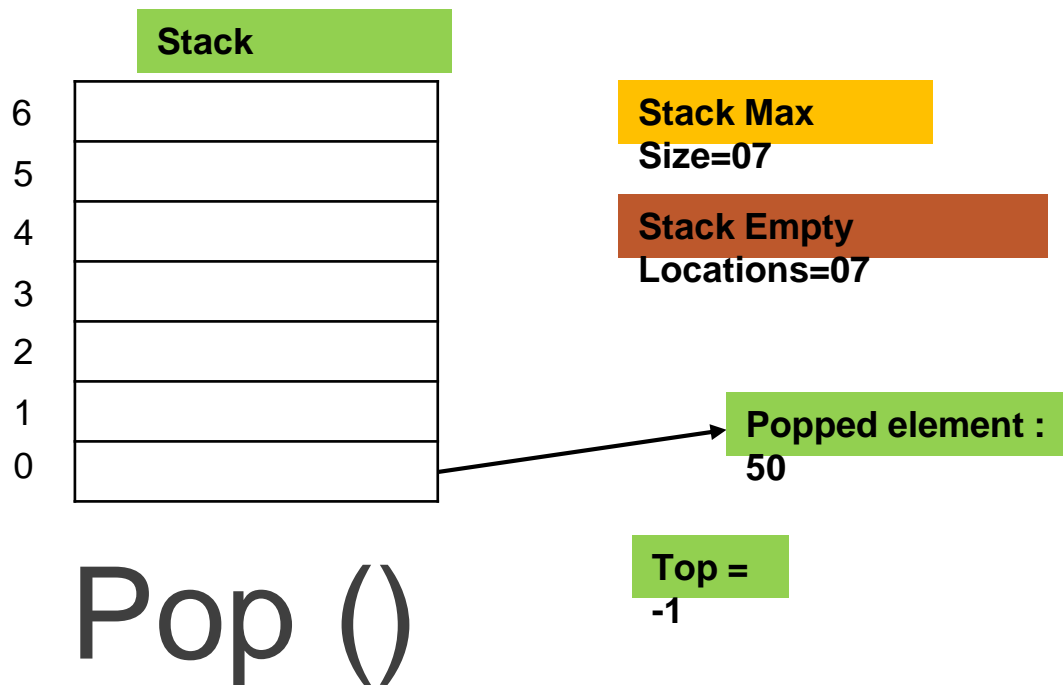 Stack
6
5
4
3
2
1
0
Stack Max
Size=07
Stack Empty
Locations=07
Popped element :
50
Top =
-1
Pop ()